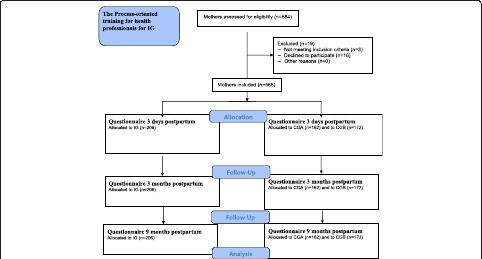 The Process-oriented
training for health
professionals for IG
Mothers assessed for eligibility (n=584)
Excluded (n=19)
– Not meeting inclusion criteria (n=3)
– Declined to participate (n=16)
– Other reasons (n=0)
Mothers included (n=565)
Allocation
Questionnaire 3 days postpartum
Allocated to IG (n=206)
Questionnaire 3 days postpartum
Allocated to CGA (n=162) and to CGB (n=172)
Follow-Up
Questionnaire 3 months postpartum
Allocated to IG (n=206)
Questionnaire 3 months postpartum
Allocated to CGA (n=162) and to CGB (n=172)
Follow-Up
Questionnaire 9 months postpartum
Allocated to IG (n=206)
Questionnaire 9 months postpartum
Allocated to CGA (n=162) and to CGB (n=172)
Analysis